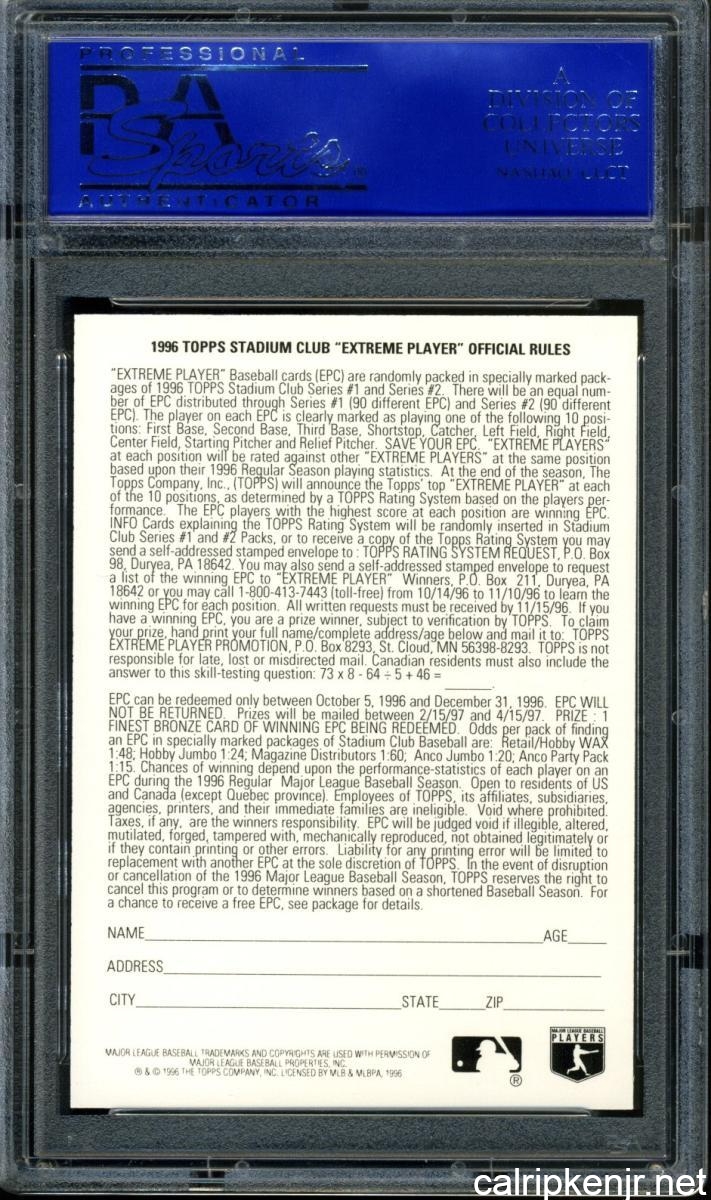 PROFESSIONAL
PSA
Sports®
AUTHENTICATOR
A
DIVISION OF
COLLECTORS
UNIVERSE
NASDAQ: CLCT
1996 TOPPS STADIUM CLUB "EXTREME PLAYER" OFFICIAL RULES
"EXTREME PLAYER" Baseball cards (EPC) are randomly packed in specially marked pack-
ages of 1996 TOPPS Stadium Club Series #1 and Series #2. There will be an equal num-
ber of EPC distributed through Series #1 (90 different EPC) and Series #2 (90 different
EPC). The player on each EPC is clearly marked as playing one of the following 10 posi-
tions: First Base, Second Base, Third Base, Shortstop, Catcher, Left Field, Right Field,
Center Field, Starting Pitcher and Relief Pitcher. SAVE YOUR EPC. "EXTREME PLAYERS"
at each position will be rated against other "EXTREME PLAYERS" at the same position
based upon their 1996 Regular Season playing statistics. At the end of the season, The
Topps Company, Inc., (TOPPS) will announce the Topps' top "EXTREME PLAYER" at each
of the 10 positions, as determined by a TOPPS Rating System based on the players per-
formance. The EPC players with the highest score at each position are winning EPC.
INFO Cards explaining the TOPPS Rating System will be randomly inserted in Stadium
Club Series #1 and #2 Packs, or to receive a copy of the Topps Rating System you may
send a self-addressed stamped envelope to : TOPPS RATING SYSTEM REQUEST, P.O. Box
98, Duryea, PA 18642. You may also send a self-addressed stamped envelope to request
a list of the winning EPC to "EXTREME PLAYER" Winners, P.O. Box 211, Duryea, PA
18642 or you may call 1-800-413-7443 (toll-free) from 10/14/96 to 11/10/96 to learn the
winning EPC for each position. All written requests must be received by 11/15/96. If you
have a winning EPC, you are a prize winner, subject to verification by TOPPS. To claim
your prize, hand print your full name/complete address/age below and mail it to: TOPPS
EXTREME PLAYER PROMOTION, P.O. Box 8293, St. Cloud, MN 56398-8293. TOPPS is not
responsible for late, lost or misdirected mail. Canadian residents must also include the
answer to this skill-testing question: 73 x 8 - 64 ÷ 5 + 46 = ______.
EPC can be redeemed only between October 5, 1996 and December 31, 1996. EPC WILL
NOT BE RETURNED. Prizes will be mailed between 2/15/97 and 4/15/97. PRIZE : 1
FINEST BRONZE CARD OF WINNING EPC BEING REDEEMED. Odds per pack of finding
an EPC in specially marked packages of Stadium Club Baseball are: Retail/Hobby WAX
1:48; Hobby Jumbo 1:24; Magazine Distributors 1:60; Anco Jumbo 1:20; Anco Party Pack
1:15. Chances of winning depend upon the performance-statistics of each player on an
EPC during the 1996 Regular Major League Baseball Season. Open to residents of US
and Canada (except Quebec province). Employees of TOPPS, its affiliates, subsidiaries,
agencies, printers, and their immediate families are ineligible. Void where prohibited.
Taxes, if any, are the winners responsibility. EPC will be judged void if illegible, altered,
mutilated, forged, tampered with, mechanically reproduced, not obtained legitimately or
if they contain printing or other errors. Liability for any printing error will be limited to
replacement with another EPC at the sole discretion of TOPPS. In the event of disruption
or cancellation of the 1996 Major League Baseball Season, TOPPS reserves the right to
cancel this program or to determine winners based on a shortened Baseball Season. For
a chance to receive a free EPC, see package for details.
NAME AGE
ADDRESS
CITY STATE ZIP
MAJOR LEAGUE BASEBALL TRADEMARKS AND COPYRIGHTS ARE USED WITH PERMISSION OF
MAJOR LEAGUE BASEBALL PROPERTIES, INC.
® & © 1996 THE TOPPS COMPANY, INC. LICENSED BY MLB & MLBPA, 1996
®
MAJOR LEAGUE BASEBALL
PLAYERS
PSA
calripkenjr.net